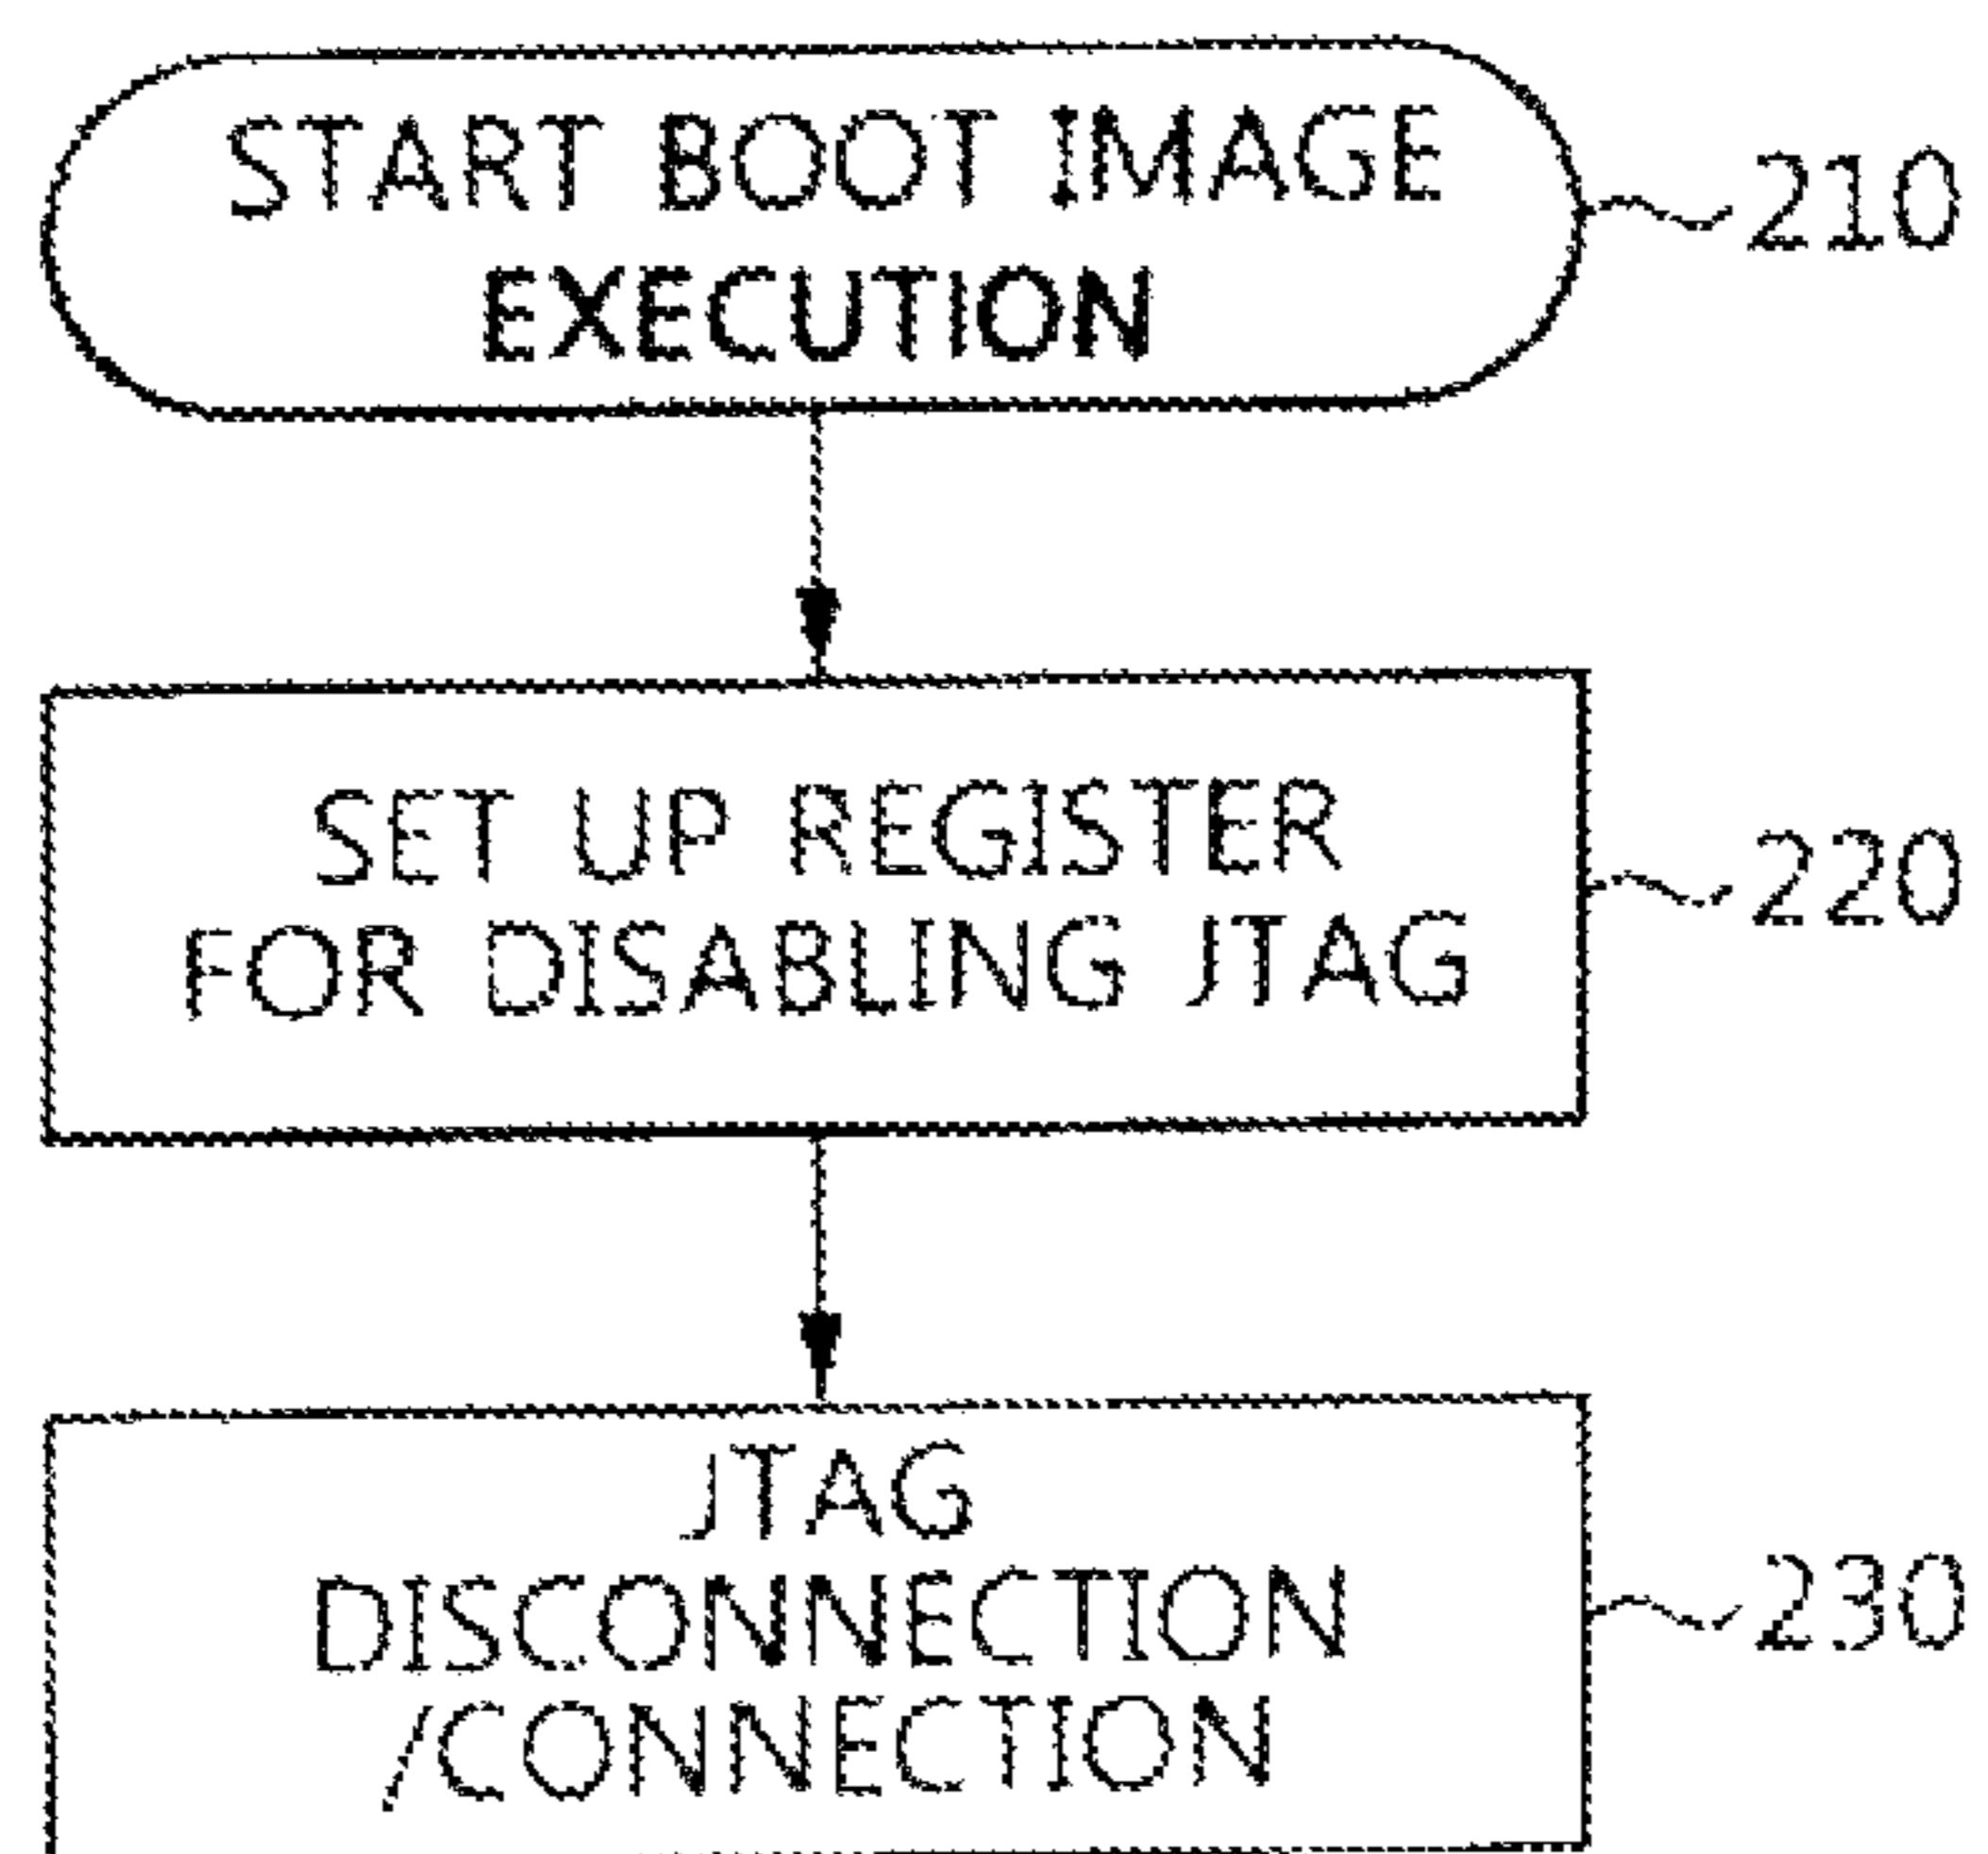 START BOOT IMAGE
EXECUTION
210
SET UP REGISTER
FOR DISABLING JTAG
220
JTAG
DISCONNECTION
/CONNECTION
230